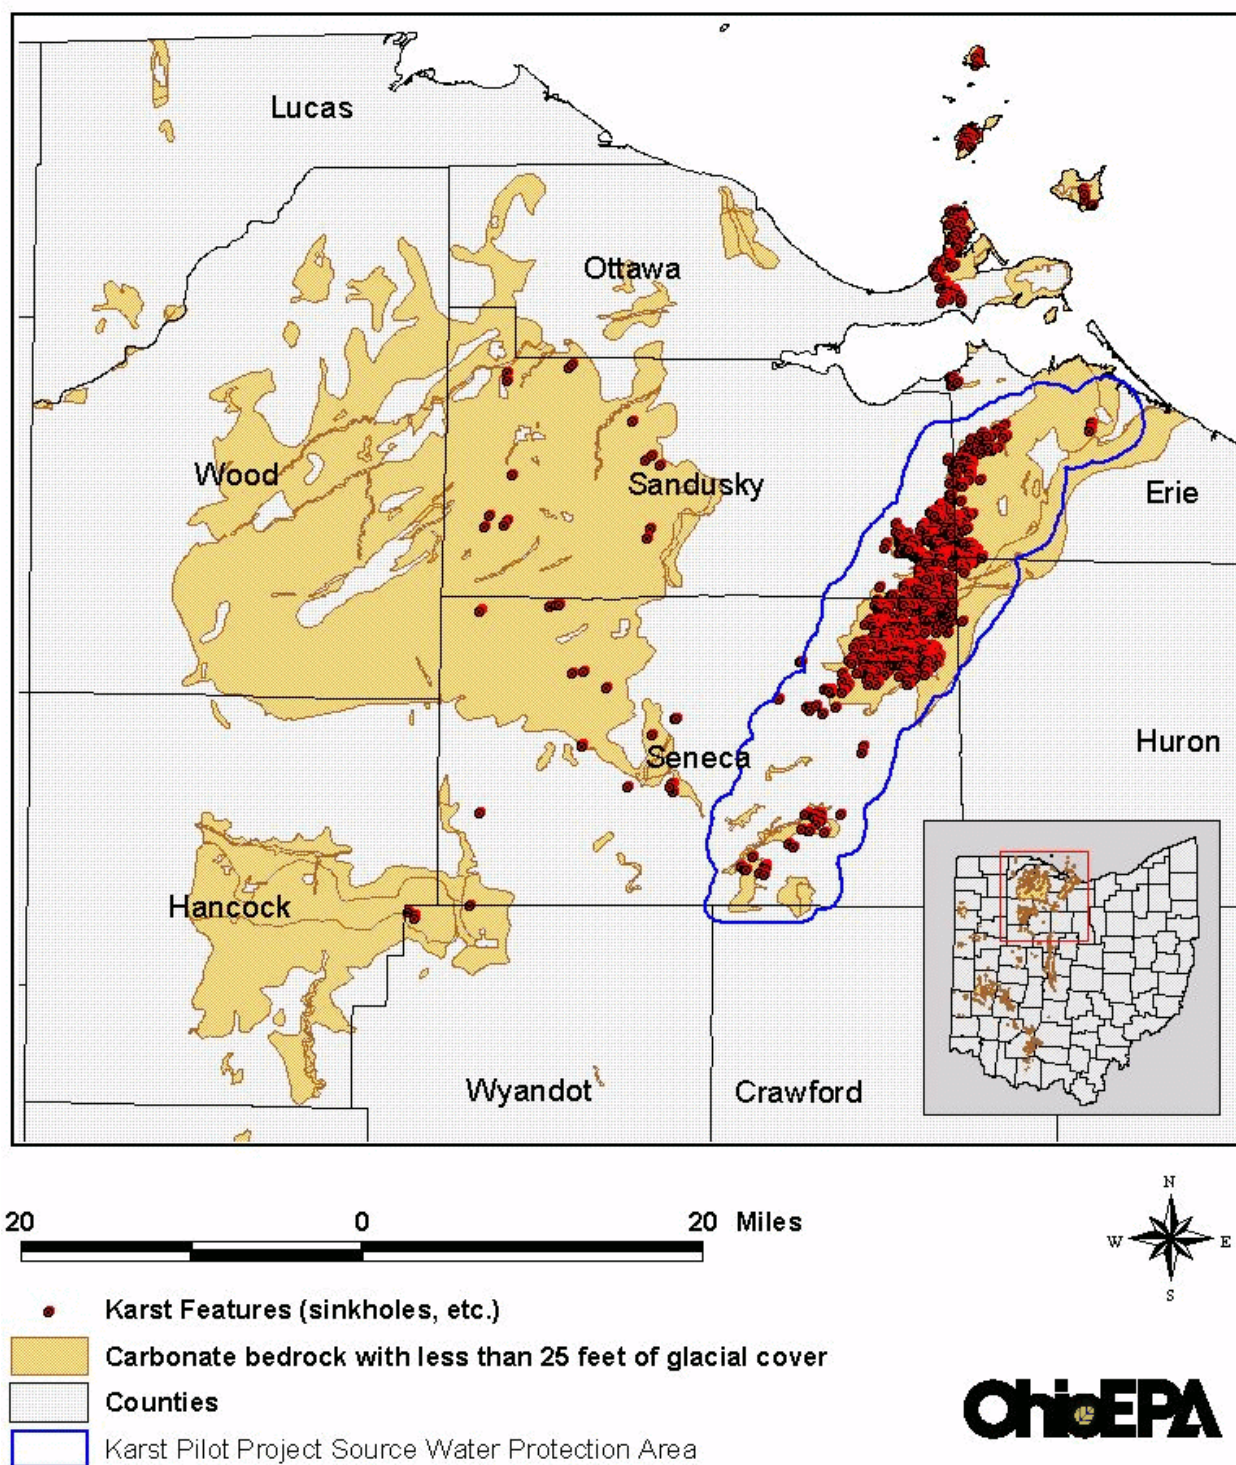 Lucas
Ottawa
Wood
Sandusky
Erie
Seneca
Huron
Hancock
Wyandot
Crawford
20 0 20 Miles
N
W E
S
Karst Features (sinkholes, etc.)
Carbonate bedrock with less than 25 feet of glacial cover
Counties
Karst Pilot Project Source Water Protection Area
OhioEPA